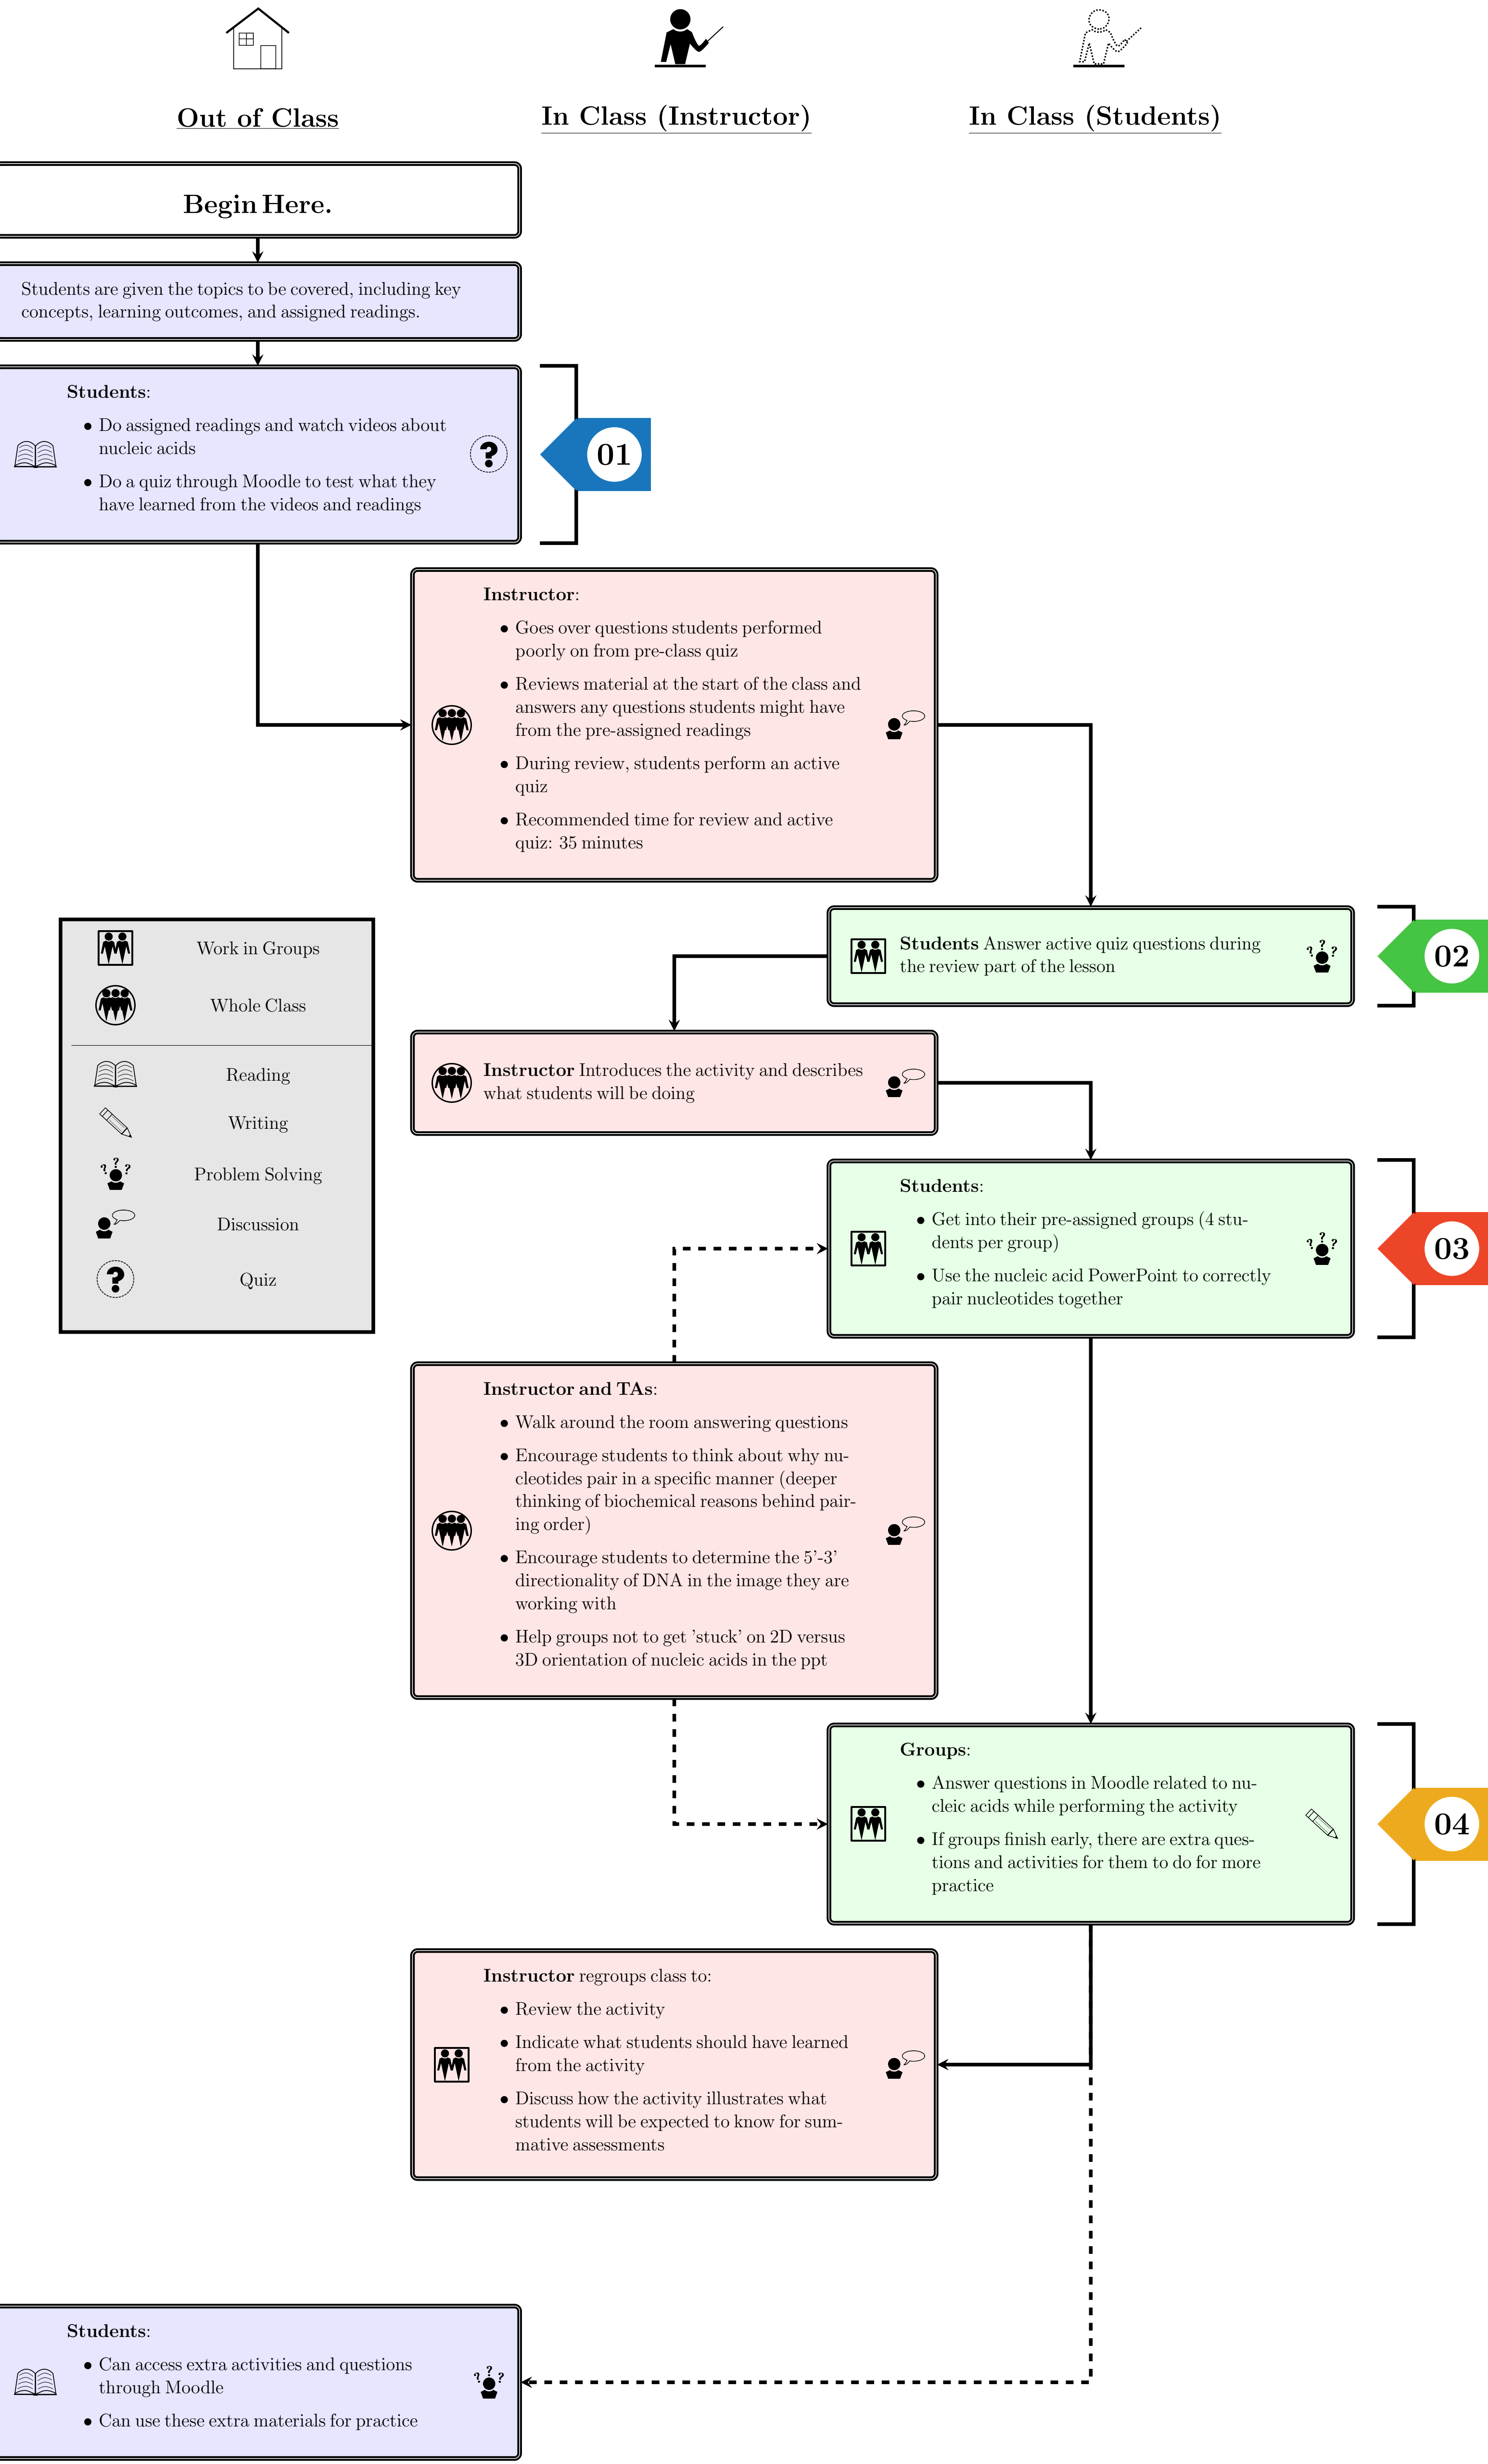 Out of Class
In Class (Instructor)
In Class (Students)
Begin Here.
Students are given the topics to be covered, including key
concepts, learning outcomes, and assigned readings.
Students:
• Do assigned readings and watch videos about
nucleic acids
• Do a quiz through Moodle to test what they
have learned from the videos and readings
?
01
Instructor:
• Goes over questions students performed
poorly on from pre-class quiz
• Reviews material at the start of the class and
answers any questions students might have
from the pre-assigned readings
• During review, students perform an active
quiz
• Recommended time for review and active
quiz: 35 minutes
Students Answer active quiz questions during
the review part of the lesson
? ? ?
02
Work in Groups
Whole Class
Reading
Writing
? ? ?
Problem Solving
Discussion
?
Quiz
Instructor Introduces the activity and describes
what students will be doing
Students:
• Get into their pre-assigned groups (4 stu-
dents per group)
• Use the nucleic acid PowerPoint to correctly
pair nucleotides together
? ? ?
03
Instructor and TAs:
• Walk around the room answering questions
• Encourage students to think about why nu-
cleotides pair in a specific manner (deeper
thinking of biochemical reasons behind pair-
ing order)
• Encourage students to determine the 5'-3'
directionality of DNA in the image they are
working with
• Help groups not to get 'stuck' on 2D versus
3D orientation of nucleic acids in the ppt
Groups:
• Answer questions in Moodle related to nu-
cleic acids while performing the activity
• If groups finish early, there are extra ques-
tions and activities for them to do for more
practice
04
Instructor regroups class to:
• Review the activity
• Indicate what students should have learned
from the activity
• Discuss how the activity illustrates what
students will be expected to know for sum-
mative assessments
Students:
• Can access extra activities and questions
through Moodle
• Can use these extra materials for practice
? ? ?